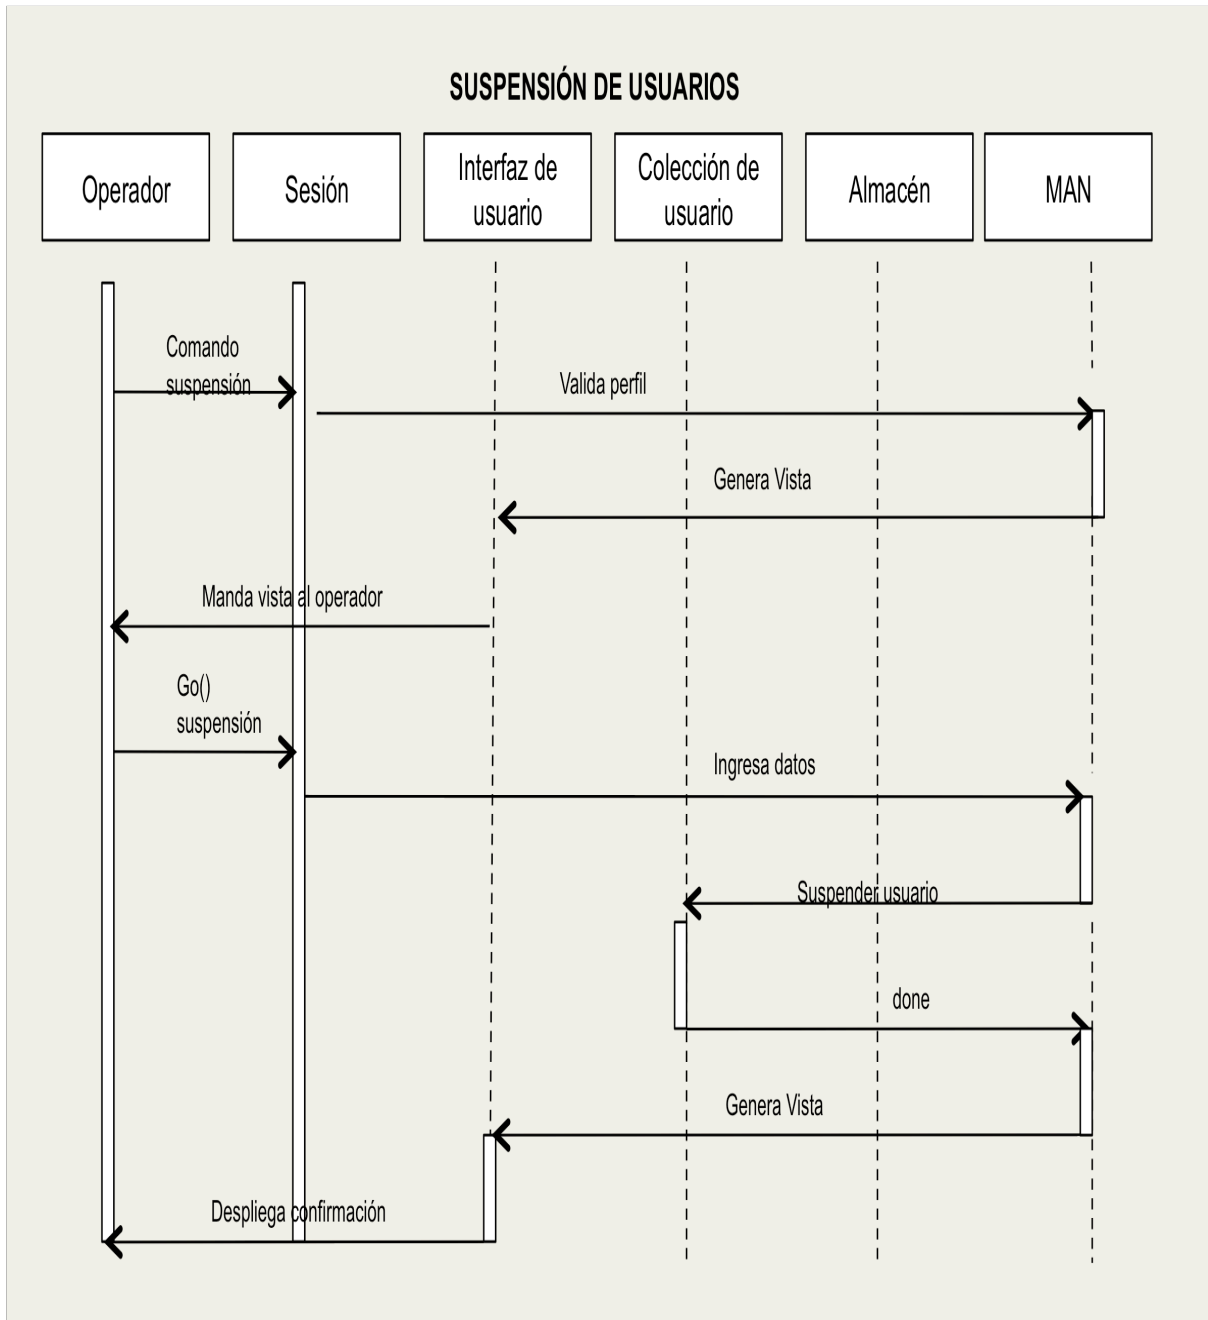 SUSPENSIÓN DE USUARIOS
Operador
Sesión
Interfaz de
usuario
Colección de
usuario
Almacén
MAN
Comando
suspensión
Valida perfil
Genera Vista
Manda vista al operador
Go()
suspensión
Ingresa datos
Suspender usuario
done
Genera Vista
Despliega confirmación